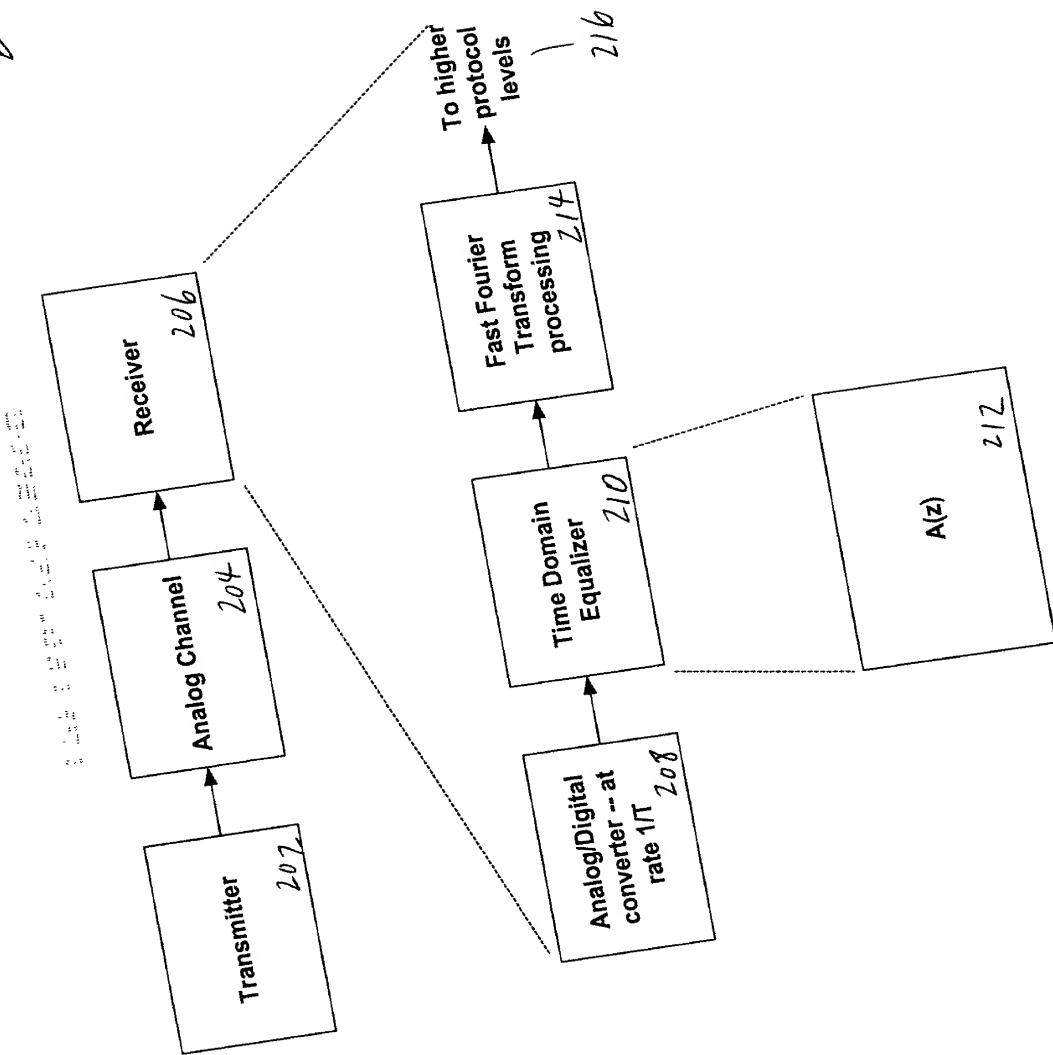 Transmitter
202
Analog Channel
204
Receiver
206
Analog/Digital
converter -- at
rate 1/T
208
Time Domain
Equalizer
210
Fast Fourier
Transform
processing
214
To higher
protocol
levels
216
A(z)
212